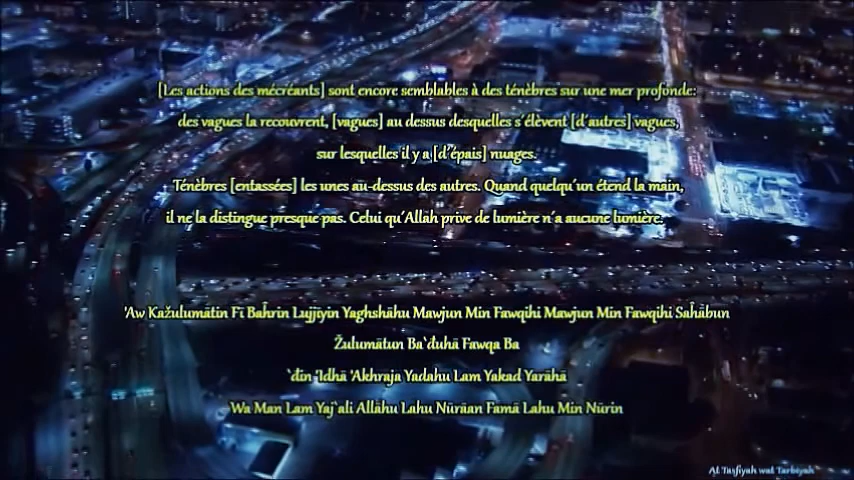 [Les actions des mécréants] sont encore semblables à des ténèbres sur une mer profonde:
des vagues la recouvrent, [vagues] au dessus desquelles s'élèvent [d'autres] vagues,
sur lesquelles il y a [d'épais] nuages.
Ténèbres [entassées] les unes au-dessus des autres. Quand quelqu'un étend la main,
il ne la distingue presque pas. Celui qu'Allāh prive de lumière n'a aucune lumière.
'Aw Kažulumātin Fī Baĥrin Lujjīyin Yaghshāhu Mawjun Min Fawqihi Mawjun Min Fawqihi Saĥābun
Žulumātun Ba`đuhā Fawqa Ba
`đin 'Idhā 'Akhraja Yadahu Lam Yakad Yarāhā
Wa Man Lam Yaj`ali Allāhu Lahu Nūrāan Famā Lahu Min Nūrin
At Tasfiyah wat Tarbiyah